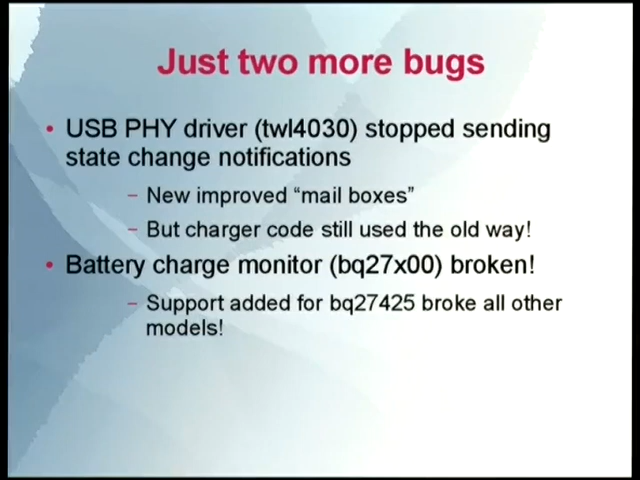 Just two more bugs
• USB PHY driver (twl4030) stopped sending
state change notifications
– New improved “mail boxes”
– But charger code still used the old way!
• Battery charge monitor (bq27x00) broken!
– Support added for bq27425 broke all other
models!